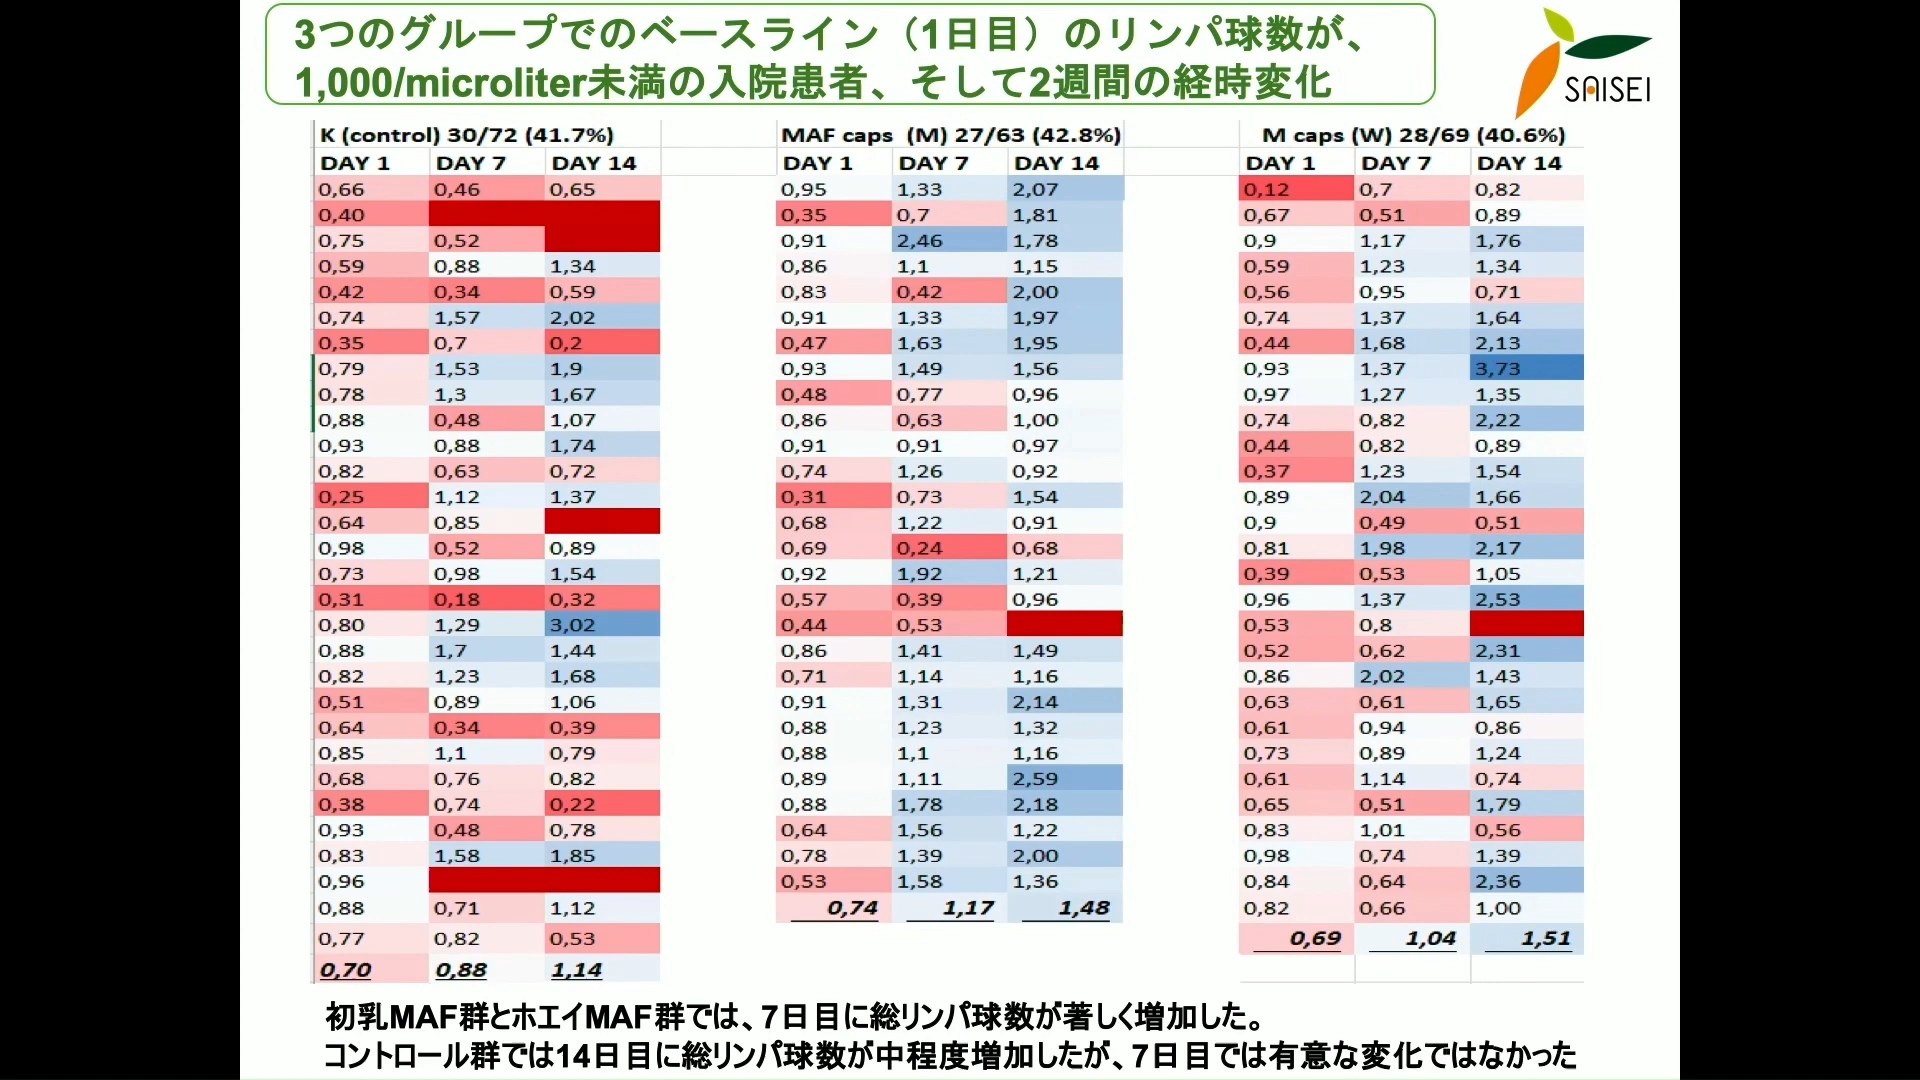 3つのグループでのベースライン（1日目）のリンパ球数が、
1,000/microliter未満の入院患者、そして2週間の経時変化
SAISEI
K (control) 30/72 (41.7%) MAF caps (M) 27/63 (42.8%) M caps (W) 28/69 (40.6%)
DAY 1 DAY 7 DAY 14 DAY 1 DAY 7 DAY 14 DAY 1 DAY 7 DAY 14
0,66 0,46 0,65 0,95 1,33 2,07 0,12 0,7 0,82
0,40 0,35 0,7 1,81 0,67 0,51 0,89
0,75 0,52 0,91 2,46 1,78 0,9 1,17 1,76
0,59 0,88 1,34 0,86 1,1 1,15 0,59 1,23 1,34
0,42 0,34 0,59 0,83 0,42 2,00 0,56 0,95 0,71
0,74 1,57 2,02 0,91 1,33 1,97 0,74 1,37 1,64
0,35 0,7 0,2 0,47 1,63 1,95 0,44 1,68 2,13
0,79 1,53 1,9 0,93 1,49 1,56 0,93 1,37 3,73
0,78 1,3 1,67 0,48 0,77 0,96 0,97 1,27 1,35
0,88 0,48 1,07 0,86 0,63 1,00 0,74 0,82 2,22
0,93 0,88 1,74 0,91 0,91 0,97 0,44 0,82 0,89
0,82 0,63 0,72 0,74 1,26 0,92 0,37 1,23 1,54
0,25 1,12 1,37 0,31 0,73 1,54 0,89 2,04 1,66
0,64 0,85 0,68 1,22 0,91 0,9 0,49 0,51
0,98 0,52 0,89 0,69 0,24 0,68 0,81 1,98 2,17
0,73 0,98 1,54 0,92 1,92 1,21 0,39 0,53 1,05
0,31 0,18 0,32 0,57 0,39 0,96 0,96 1,37 2,53
0,80 1,29 3,02 0,44 0,53 0,53 0,8
0,88 1,7 1,44 0,86 1,41 1,49 0,52 0,62 2,31
0,82 1,23 1,68 0,71 1,14 1,16 0,86 2,02 1,43
0,51 0,89 1,06 0,91 1,31 2,14 0,63 0,61 1,65
0,64 0,34 0,39 0,88 1,23 1,32 0,61 0,94 0,86
0,85 1,1 0,79 0,88 1,1 1,16 0,73 0,89 1,24
0,68 0,76 0,82 0,89 1,11 2,59 0,61 1,14 0,74
0,38 0,74 0,22 0,88 1,78 2,18 0,65 0,51 1,79
0,93 0,48 0,78 0,64 1,56 1,22 0,83 1,01 0,56
0,83 1,58 1,85 0,78 1,39 2,00 0,98 0,74 1,39
0,96 0,53 1,58 1,36 0,84 0,64 2,36
0,88 0,71 1,12 0,74 1,17 1,48 0,82 0,66 1,00
0,77 0,82 0,53 0,69 1,04 1,51
0,70 0,88 1,14
初乳MAF群とホエイMAF群では、7日目に総リンパ球数が著しく増加した。
コントロール群では14日目に総リンパ球数が中程度増加したが、7日目では有意な変化ではなかった